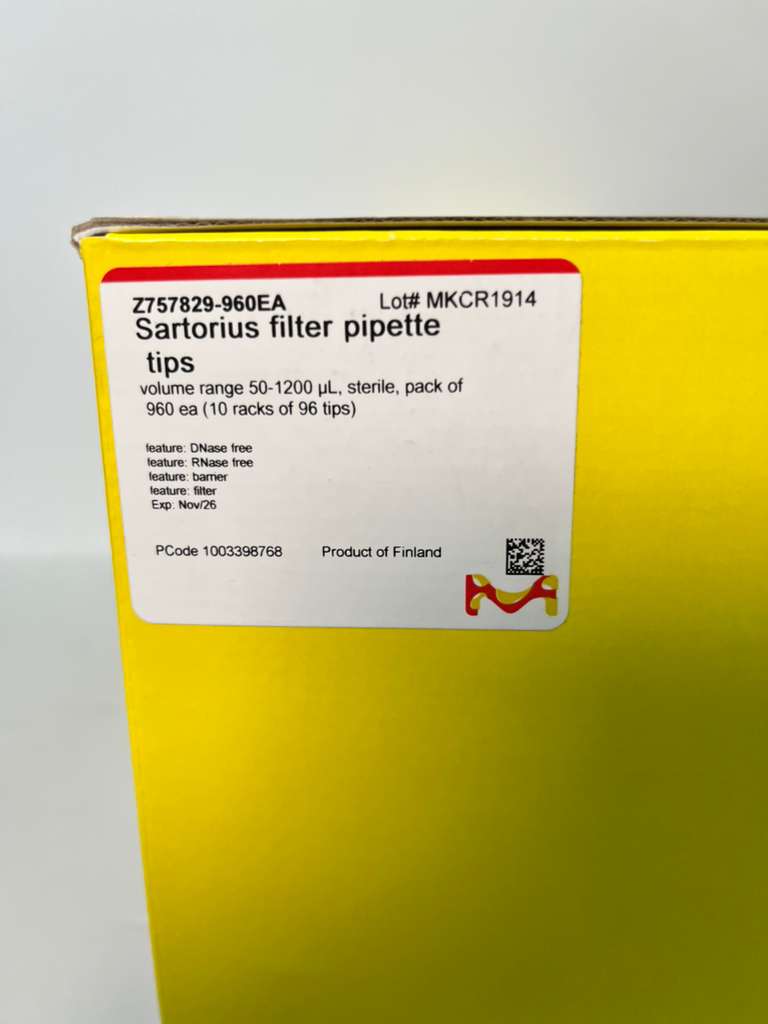 Z757829-960EA Lot# MKCR1914
Sartorius filter pipette
tips
volume range 50-1200 µL, sterile, pack of
960 ea (10 racks of 96 tips)
feature: DNase free
feature: RNase free
feature: barrier
feature: filter
Exp: Nov/26
PCode 1003398768 Product of Finland